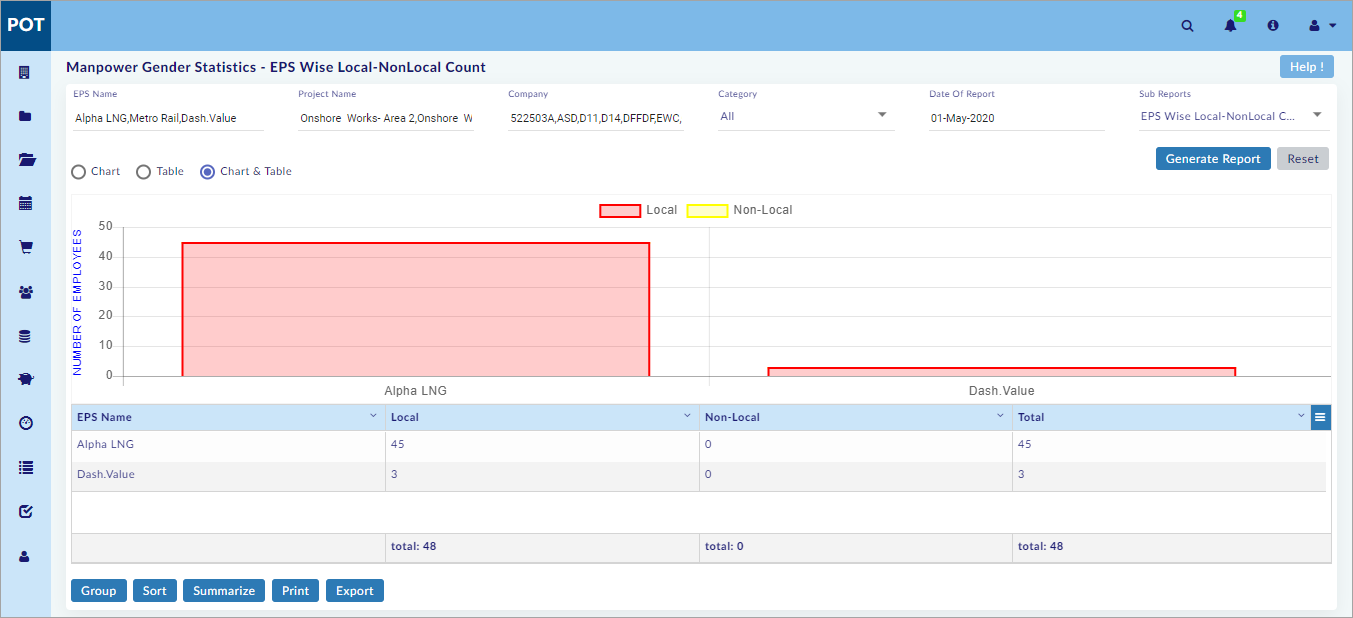 POT
4
Manpower Gender Statistics - EPS Wise Local-NonLocal Count
Help !
EPS Name Project Name Company Category Date Of Report Sub Reports
Alpha LNG,Metro Rail,Dash.Value Onshore Works- Area 2,Onshore W 522503A,ASD,D11,D14,DFFDF,EWC, All 01-May-2020 EPS Wise Local-NonLocal C...
Generate Report Reset
Chart Table Chart & Table
Local Non-Local
NUMBER OF EMPLOYEES
50
40
30
20
10
0
Alpha LNG Dash.Value
EPS Name Local Non-Local Total
Alpha LNG 45 0 45
Dash.Value 3 0 3
total: 48 total: 0 total: 48
Group Sort Summarize Print Export